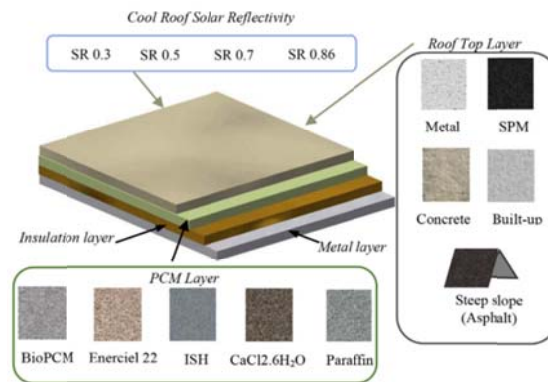 Cool Roof Solar Reflectivity
SR 0.3 SR 0.5 SR 0.7 SR 0.86
Roof Top Layer
Metal SPM
Concrete Built-up
Steep slope
(Asphalt)
Insulation layer
Metal layer
PCM Layer
BioPCM Enerciel 22 ISH CaCl2.6H₂O Paraffin